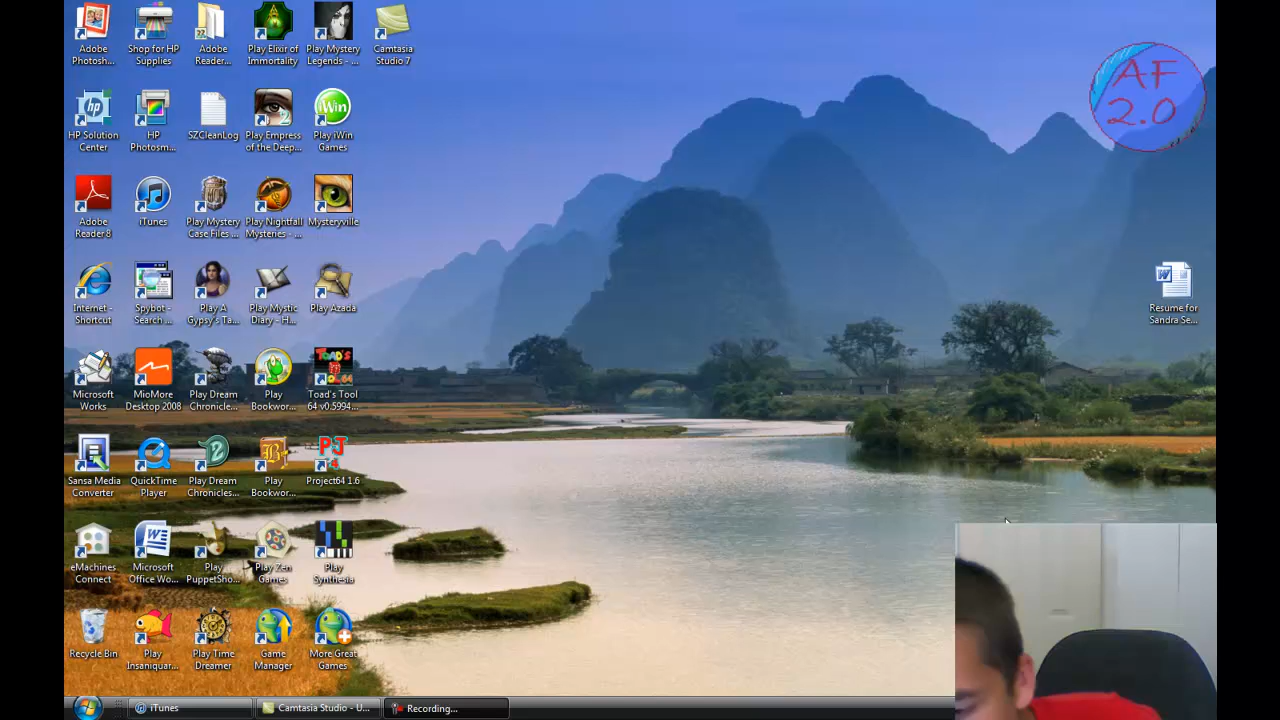 Adobe
Photosh...
Shop for HP
Supplies
Adobe
Reader...
Play Elixir of
Immortality
Play Mystery
Legends - ...
Camtasia
Studio 7
AF
2.0
HP Solution
Center
HP
Photosm...
SZCleanLog
Play Empress
of the Deep...
iWin
Play iWin
Games
Adobe
Reader 8
iTunes
Play Mystery
Case Files ...
Play Nightfall
Mysteries - ...
Mysteryville
Internet -
Shortcut
Spybot -
Search ...
Play A
Gypsy's Ta...
Play Mystic
Diary - H...
Play Azada
Resume for
Sandra Se...
Microsoft
Works
MioMore
Desktop 2008
Play Dream
Chronicle...
Play
Bookwor...
TOAD'S
TOOL64
Toad's Tool
64 v0.5994...
Sansa Media
Converter
QuickTime
Player
Play Dream
Chronicles...
Play
Bookwor...
PJ
64
Project64 1.6
eMachines
Connect
Microsoft
Office Wo...
Play
PuppetSho...
Play Zen
Games
Play
Synthesia
Recycle Bin
Play
Insaniquar...
Play Time
Dreamer
Game
Manager
More Great
Games
iTunes
Camtasia Studio - U...
Recording...